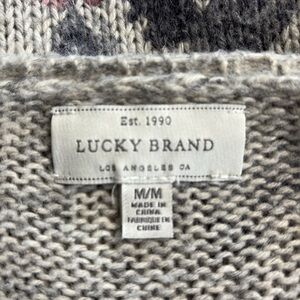 Est. 1990
LUCKY BRAND
LOS ANGELES CA
M/M
MADE IN
CHINA
FABRIQUÉ EN
CHINE